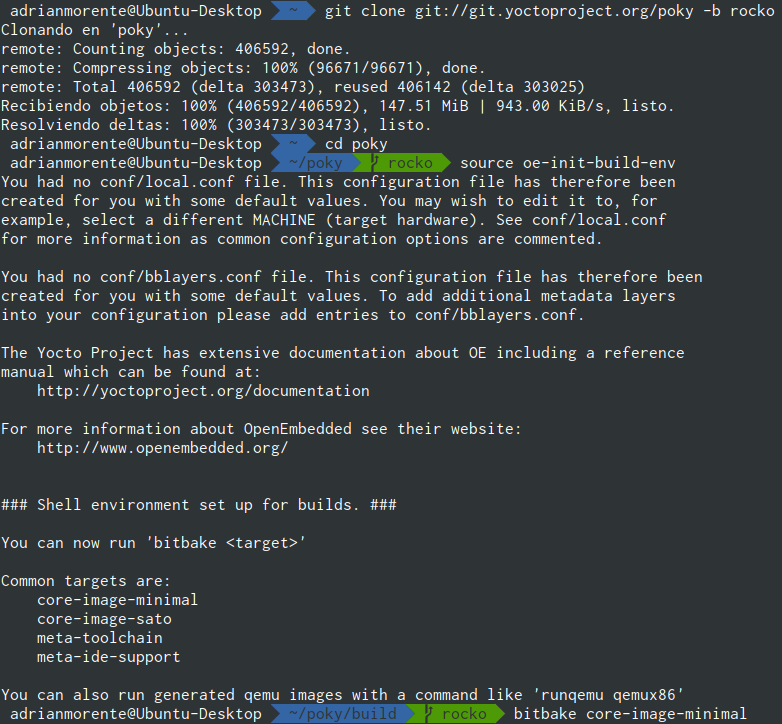 adrianmorente@Ubuntu-Desktop ~ git clone git://git.yoctoproject.org/poky -b rocko
Clonando en 'poky'...
remote: Counting objects: 406592, done.
remote: Compressing objects: 100% (96671/96671), done.
remote: Total 406592 (delta 303473), reused 406142 (delta 303025)
Recibiendo objetos: 100% (406592/406592), 147.51 MiB | 943.00 KiB/s, listo.
Resolviendo deltas: 100% (303473/303473), listo.
adrianmorente@Ubuntu-Desktop ~ cd poky
adrianmorente@Ubuntu-Desktop ~/poky rocko source oe-init-build-env
You had no conf/local.conf file. This configuration file has therefore been
created for you with some default values. You may wish to edit it to, for
example, select a different MACHINE (target hardware). See conf/local.conf
for more information as common configuration options are commented.

You had no conf/bblayers.conf file. This configuration file has therefore been
created for you with some default values. To add additional metadata layers
into your configuration please add entries to conf/bblayers.conf.

The Yocto Project has extensive documentation about OE including a reference
manual which can be found at:
http://yoctoproject.org/documentation

For more information about OpenEmbedded see their website:
http://www.openembedded.org/

### Shell environment set up for builds. ###

You can now run 'bitbake <target>'

Common targets are:
core-image-minimal
core-image-sato
meta-toolchain
meta-ide-support

You can also run generated qemu images with a command like 'runqemu qemux86'
adrianmorente@Ubuntu-Desktop ~/poky/build rocko bitbake core-image-minimal